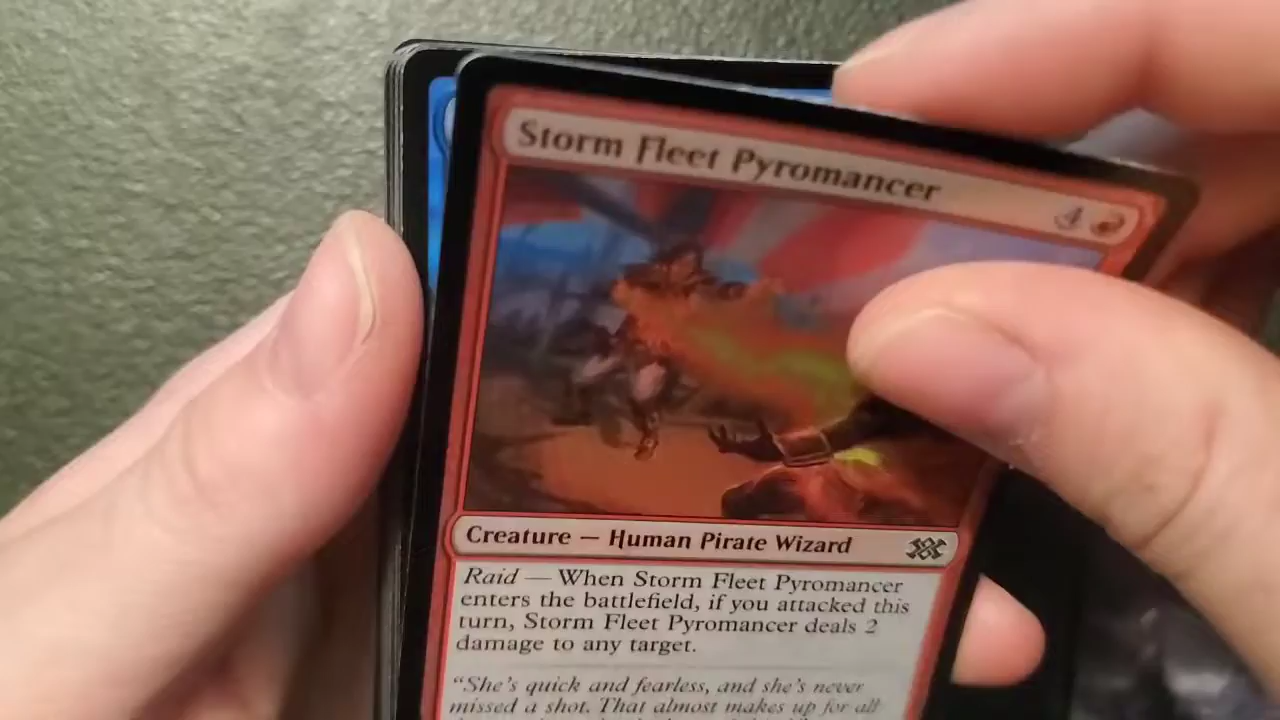 Storm Fleet Pyromancer
4
Creature — Human Pirate Wizard
Raid — When Storm Fleet Pyromancer
enters the battlefield, if you attacked this
turn, Storm Fleet Pyromancer deals 2
damage to any target.
“She's quick and fearless, and she's never
missed a shot. That almost makes up for all